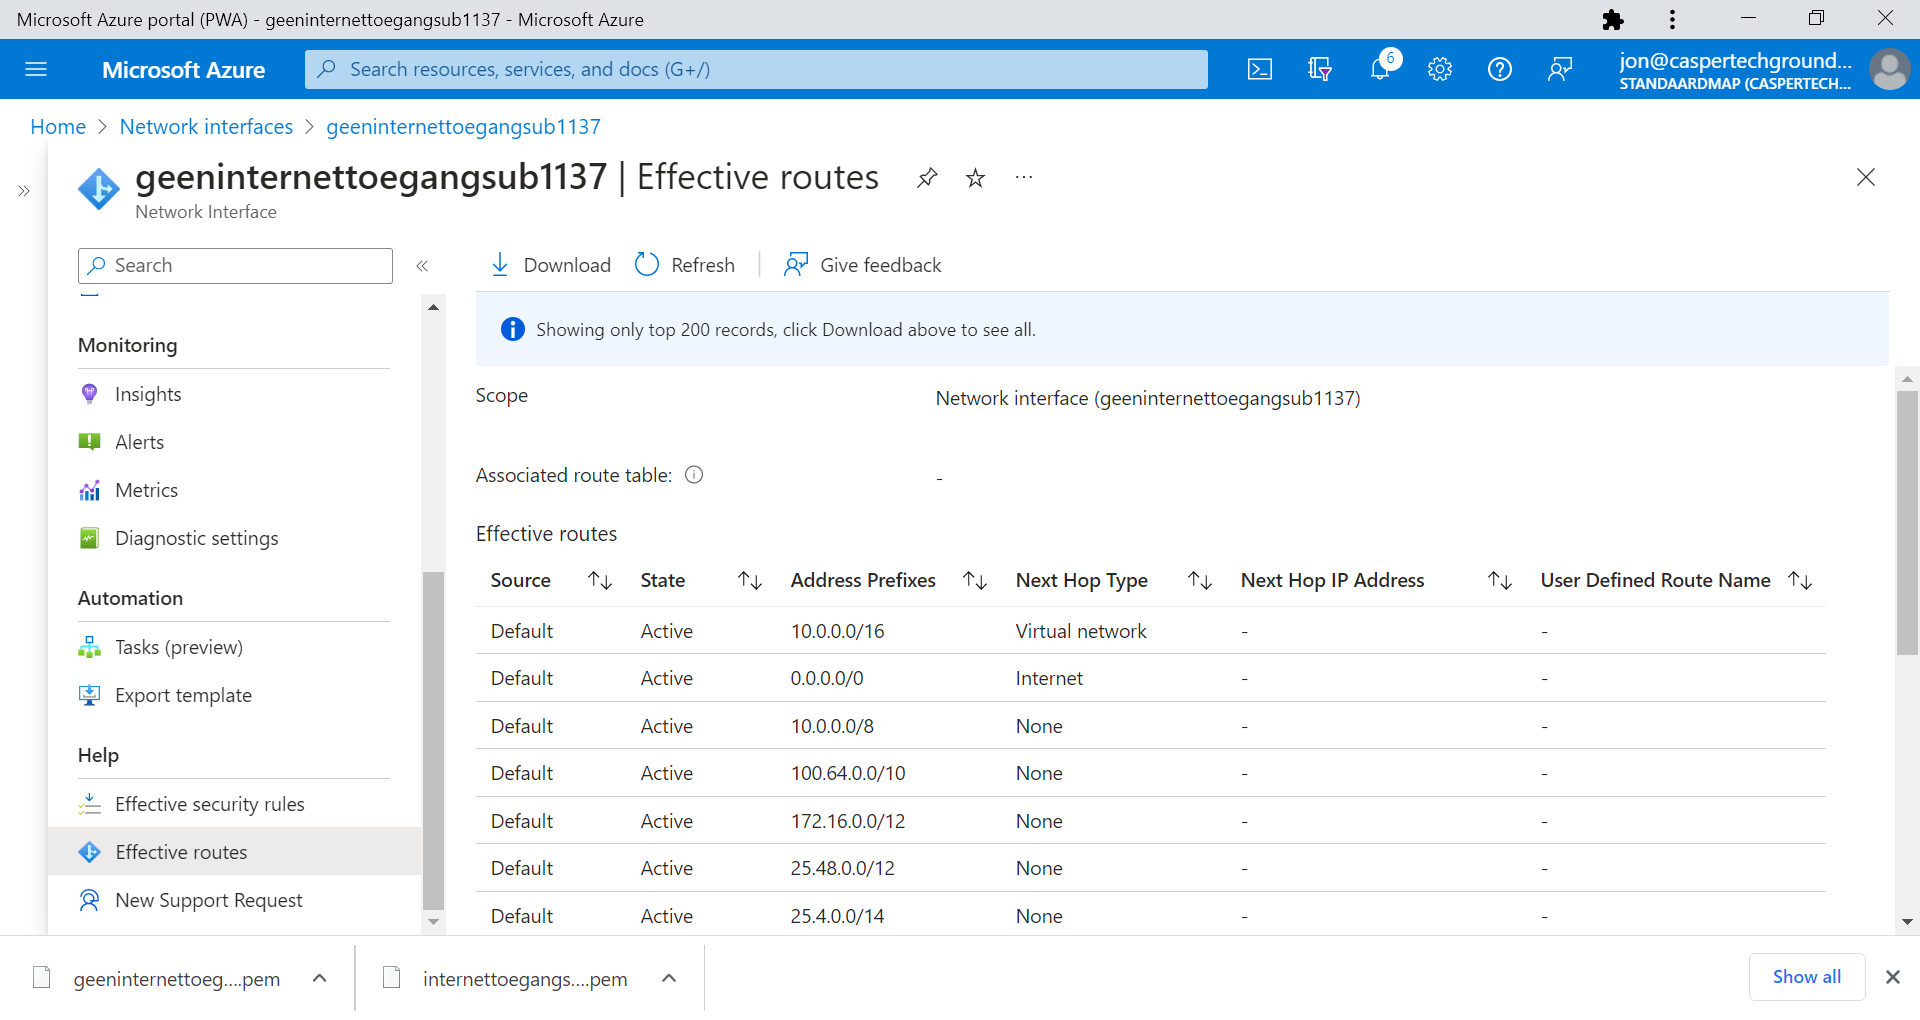 Microsoft Azure portal (PWA) - geeninternettoegangsub1137 - Microsoft Azure
Microsoft Azure
Search resources, services, and docs (G+/)
6
jon@caspertechground...
STANDAARDMAP (CASPERTECH...
Home > Network interfaces > geeninternettoegangsub1137
geeninternettoegangsub1137 | Effective routes
Network Interface
Search
Download
Refresh
Give feedback
Showing only top 200 records, click Download above to see all.
Monitoring
Insights
Alerts
Metrics
Diagnostic settings
Automation
Tasks (preview)
Export template
Help
Effective security rules
Effective routes
New Support Request
Scope Network interface (geeninternettoegangsub1137)
Associated route table: -
Effective routes
Source State Address Prefixes Next Hop Type Next Hop IP Address User Defined Route Name
Default Active 10.0.0.0/16 Virtual network - -
Default Active 0.0.0.0/0 Internet - -
Default Active 10.0.0.0/8 None - -
Default Active 100.64.0.0/10 None - -
Default Active 172.16.0.0/12 None - -
Default Active 25.48.0.0/12 None - -
Default Active 25.4.0.0/14 None - -
geeninternettoeg....pem
internettoegangs....pem
Show all